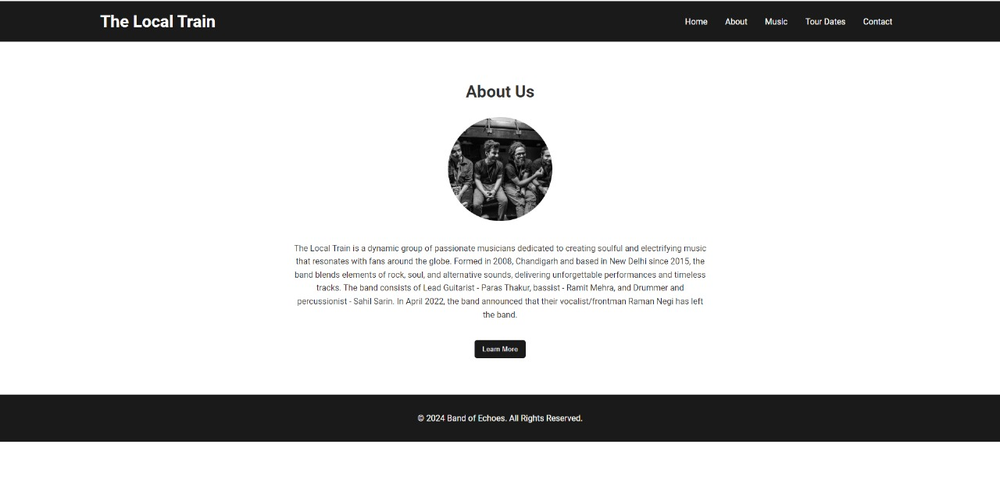 The Local Train
Home About Music Tour Dates Contact
About Us
The Local Train is a dynamic group of passionate musicians dedicated to creating soulful and electrifying music
that resonates with fans around the globe. Formed in 2008, Chandigarh and based in New Delhi since 2015, the
band blends elements of rock, soul, and alternative sounds, delivering unforgettable performances and timeless
tracks. The band consists of Lead Guitarist - Paras Thakur, bassist - Ramit Mehra, and Drummer and
percussionist - Sahil Sarin. In April 2022, the band announced that their vocalist/frontman Raman Negi has left
the band.
Learn More
© 2024 Band of Echoes. All Rights Reserved.